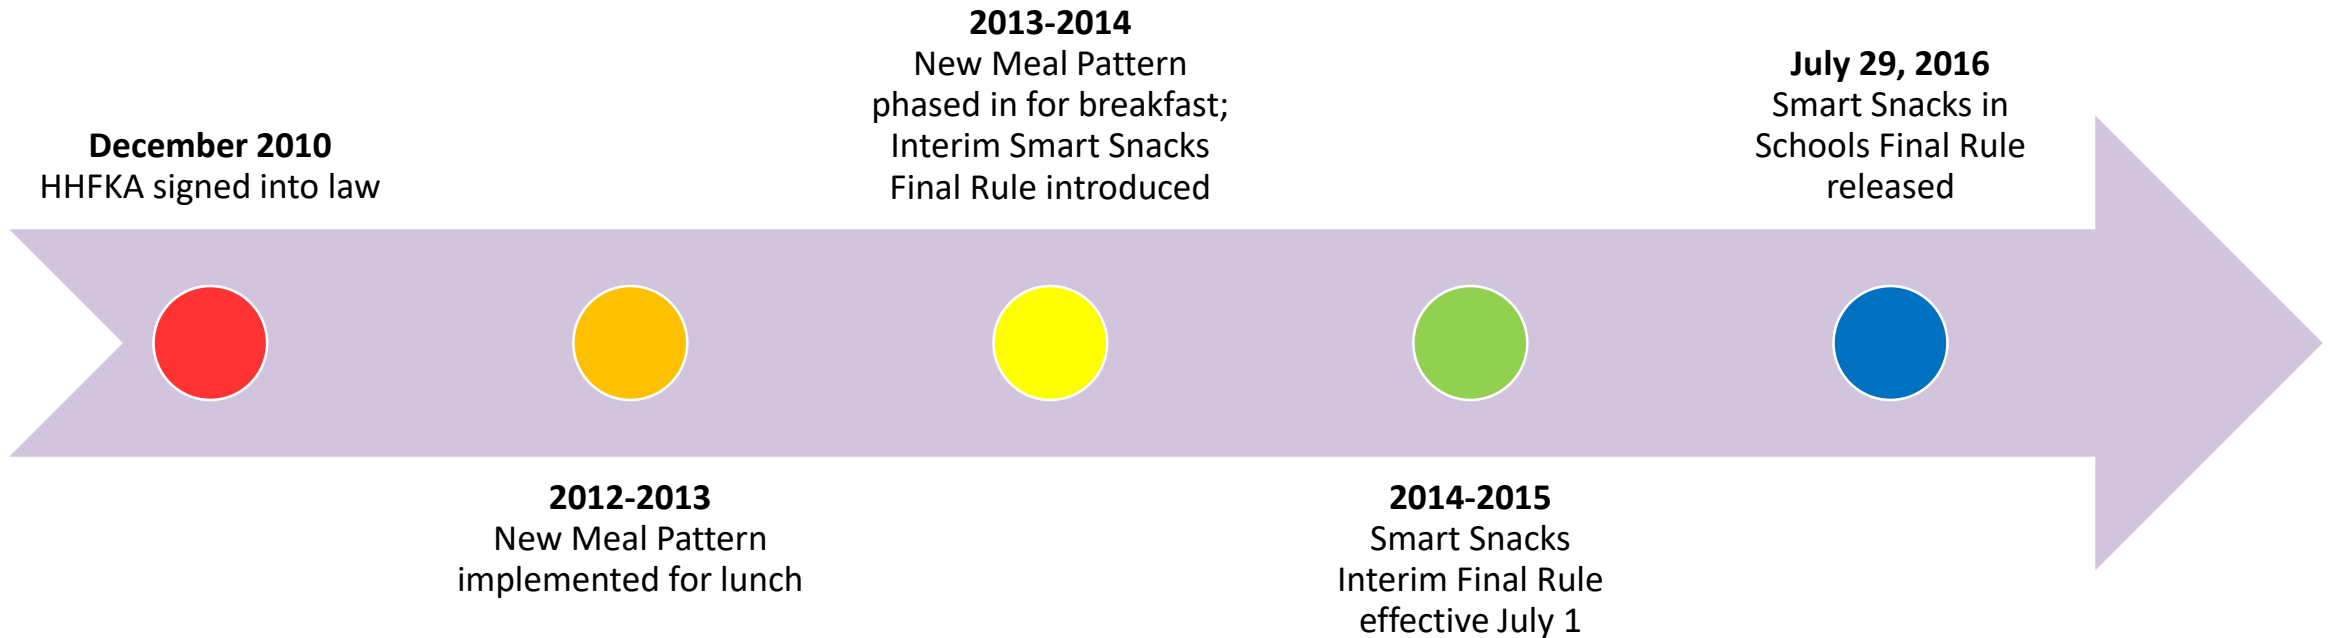 December 2010
HHFKA signed into law
2012-2013
New Meal Pattern
implemented for lunch
2013-2014
New Meal Pattern
phased in for breakfast;
Interim Smart Snacks
Final Rule introduced
2014-2015
Smart Snacks
Interim Final Rule
effective July 1
July 29, 2016
Smart Snacks in
Schools Final Rule
released